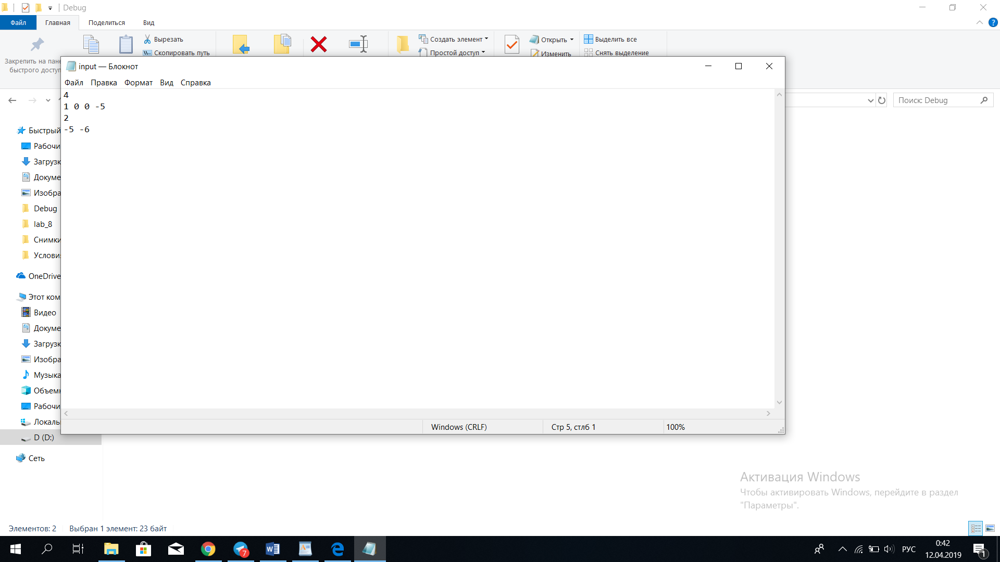 Debug
Файл Главная Поделиться Вид
Закрепить на пане
быстрого доступ
Вырезать
Скопировать путь
Создать элемент
Простой доступ
Открыть
Изменить
Выделить все
Снять выделение
input — Блокнот
Файл Правка Формат Вид Справка
4
1 0 0 -5
2
-5 -6
Поиск: Debug
Быстрый
Рабочи
Загрузк
Докуме
Изобра
Debug
lab_8
Снимки
Услови
OneDrive
Этот ком
Видео
Докуме
Загрузк
Изобра
Музыка
Объемн
Рабочи
Локаль
D (D:)
Сеть
Windows (CRLF) Стр 5, стлб 1 100%
Активация Windows
Чтобы активировать Windows, перейдите в раздел
"Параметры".
Элементов: 2 Выбран 1 элемент: 23 байт
7
РУС
0:42
12.04.2019
1